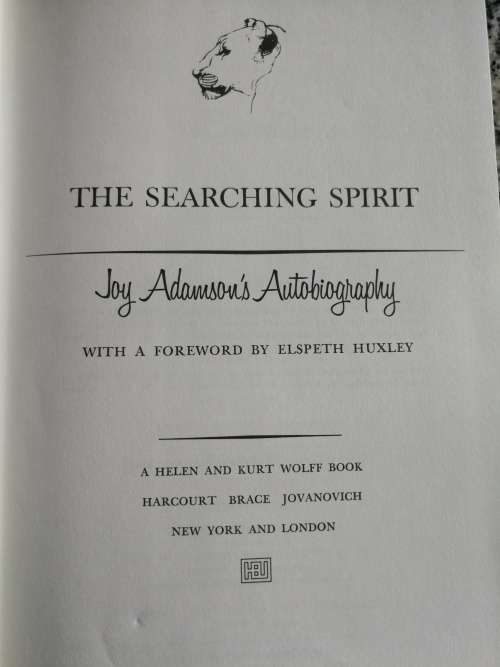 THE SEARCHING SPIRIT
Joy Adamson's Autobiography
WITH A FOREWORD BY ELSPETH HUXLEY
A HELEN AND KURT WOLFF BOOK
HARCOURT BRACE JOVANOVICH
NEW YORK AND LONDON
HBJ